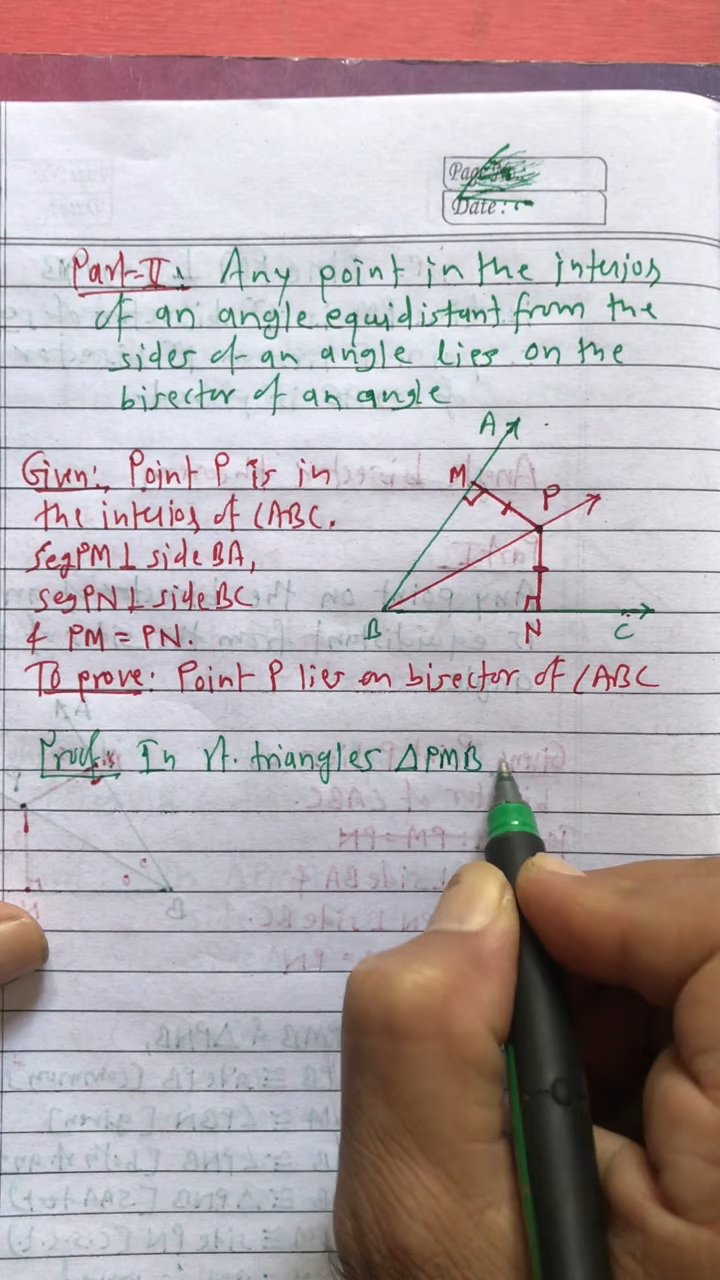 Page No.:
Date:
Part-II: Any point in the interior
of an angle equidistant from the
sides of an angle lies on the
bisector of an angle
A
Given: Point P is in
M
P
the interior of ∠ABC.
seg PM ⊥ side BA,
seg PN ⊥ side BC
B
N
C
& PM = PN.
To prove: Point P lies on bisector of ∠ABC
Proof: In rt. triangles △PMB